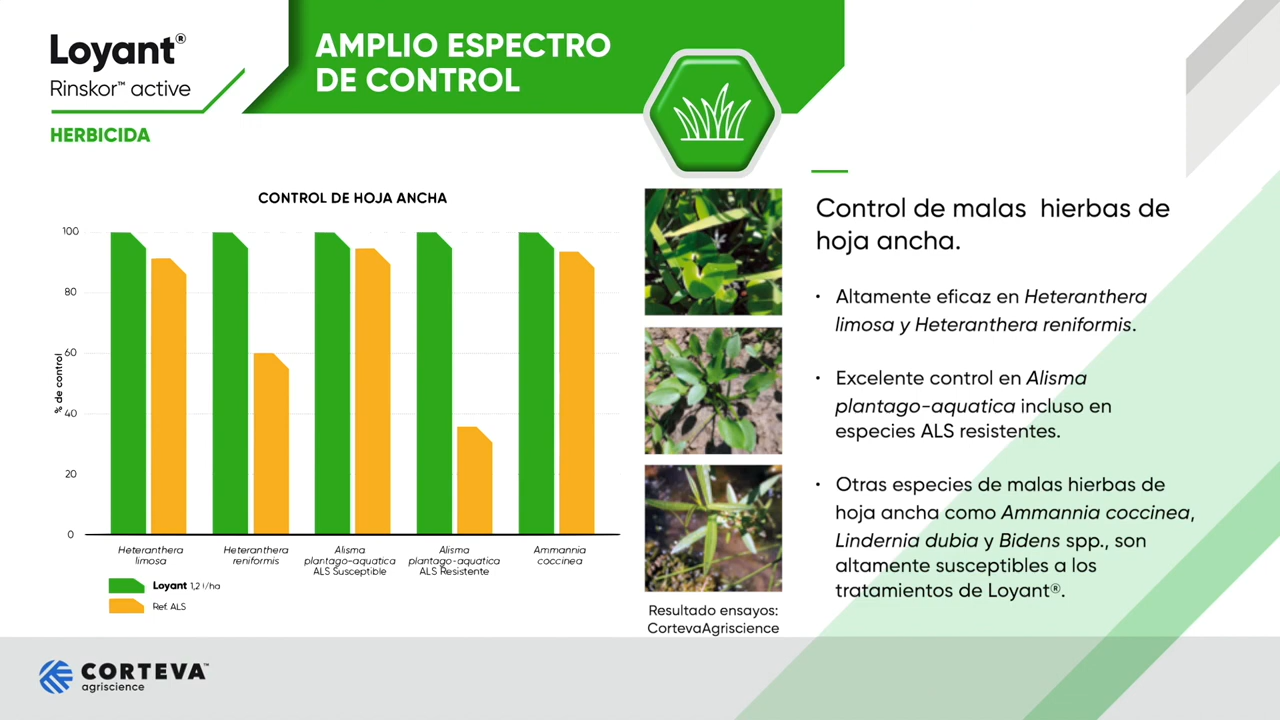 Loyant®
Rinskor™ active
HERBICIDA
AMPLIO ESPECTRO
DE CONTROL
CONTROL DE HOJA ANCHA
100
80
60
40
20
0
% de control
Heteranthera
limosa
Heteranthera
reniformis
Alisma
plantago-aquatica
ALS Susceptible
Alisma
plantago-aquatica
ALS Resistente
Ammannia
coccinea
Loyant 1,2 l/ha
Ref. ALS
Resultado ensayos:
CortevaAgriscience
Control de malas hierbas de
hoja ancha.
• Altamente eficaz en Heteranthera
limosa y Heteranthera reniformis.
• Excelente control en Alisma
plantago-aquatica incluso en
especies ALS resistentes.
• Otras especies de malas hierbas de
hoja ancha como Ammannia coccinea,
Lindernia dubia y Bidens spp., son
altamente susceptibles a los
tratamientos de Loyant®.
CORTEVA™
agriscience